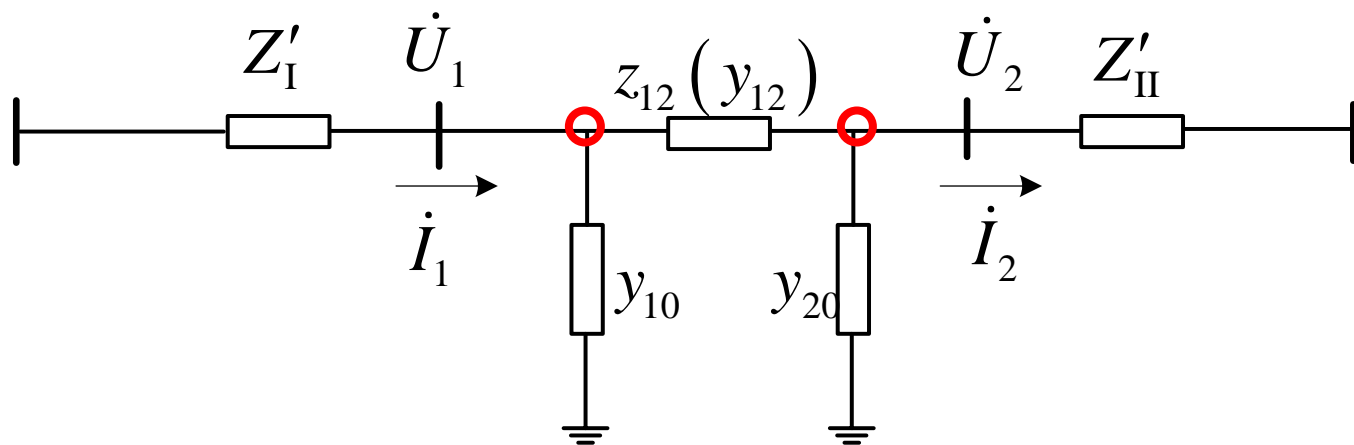 Z′_I
U̇_1
z_12 (y_12)
U̇_2
Z′_II
İ_1
İ_2
y_10
y_20